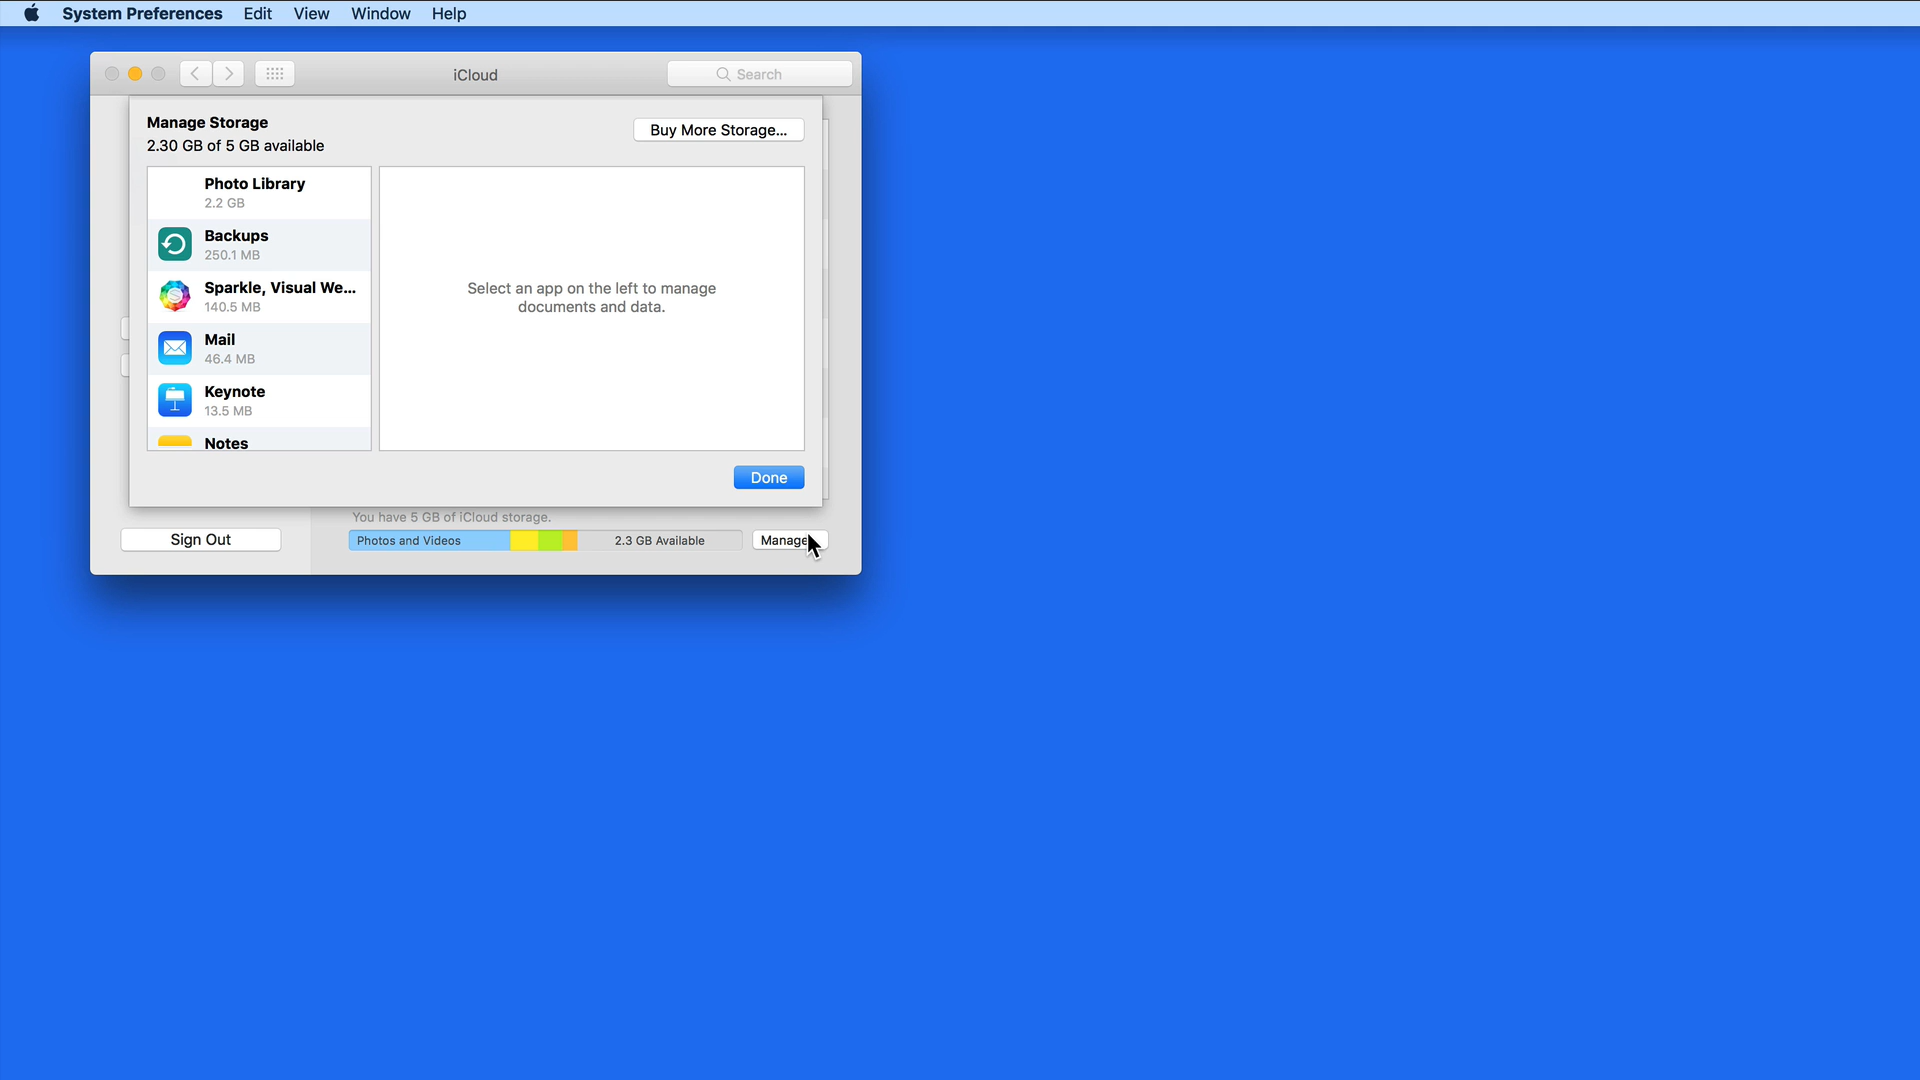 System Preferences Edit View Window Help
iCloud
Search
Manage Storage
2.30 GB of 5 GB available
Buy More Storage...
Photo Library
2.2 GB
Backups
250.1 MB
Sparkle, Visual We...
140.5 MB
Mail
46.4 MB
Keynote
13.5 MB
Notes
Select an app on the left to manage
documents and data.
Done
You have 5 GB of iCloud storage.
Sign Out
Photos and Videos
2.3 GB Available
Manage